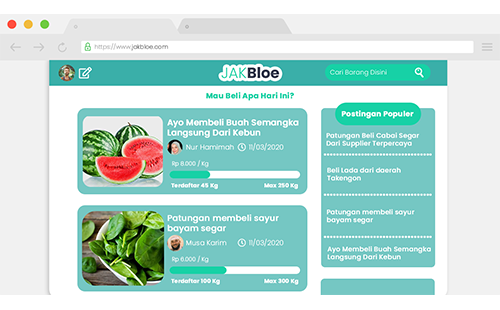 https://www.jakbloe.com
JAKBloe
Cari Barang Disini
Mau Beli Apa Hari Ini?
Ayo Membeli Buah Semangka
Langsung Dari Kebun
Nur Hamimah 11/03/2020
Rp 8.000 / Kg
Terdaftar 45 Kg Max 250 Kg
Patungan membeli sayur
bayam segar
Musa Karim 11/03/2020
Rp 6.000 / Kg
Terdaftar 100 Kg Max 300 Kg
Postingan Populer
Patungan Beli Cabai Segar
Dari Supplier Terpercaya
Beli Lada dari daerah
Takengon
Patungan membeli sayur
bayam segar
Ayo Membeli Buah Semangka
Langsung Dari Kebun